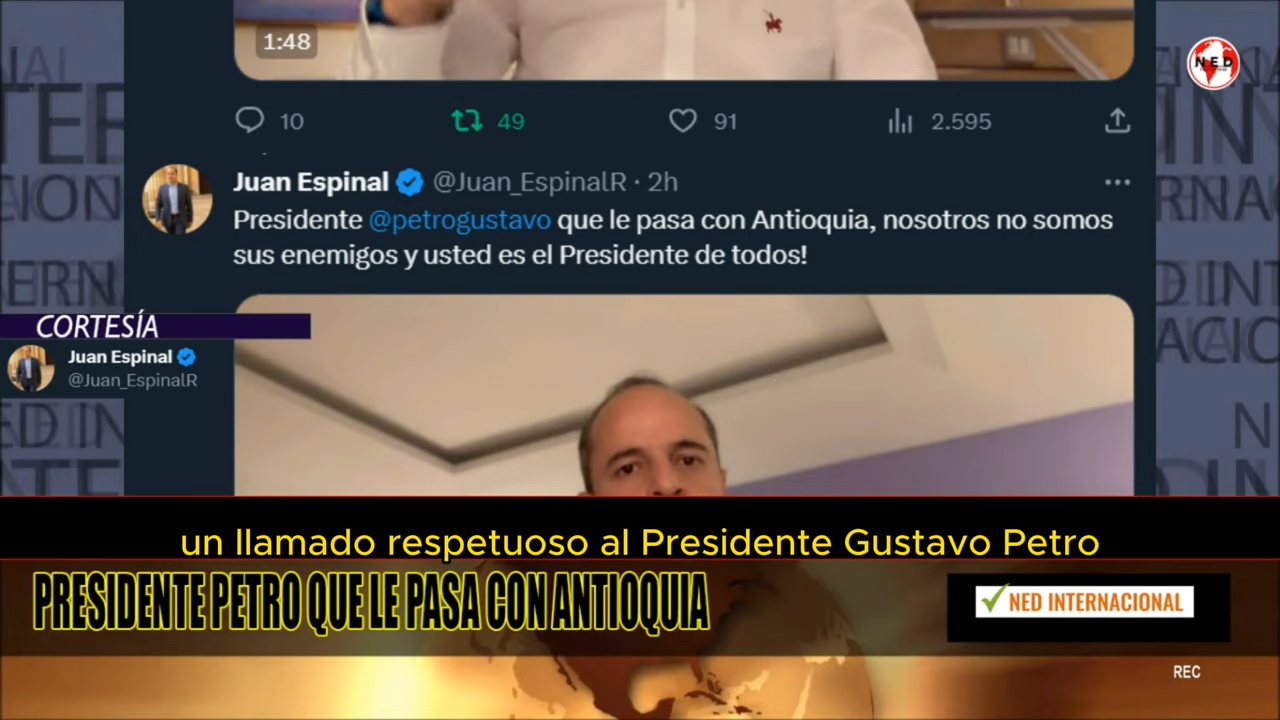 1:48
NED
10 49 91 2.595
Juan Espinal @Juan_EspinalR · 2h
Presidente @petrogustavo que le pasa con Antioquia, nosotros no somos
sus enemigos y usted es el Presidente de todos!
CORTESÍA
Juan Espinal
@Juan_EspinalR
un llamado respetuoso al Presidente Gustavo Petro
PRESIDENTE PETRO QUE LE PASA CON ANTIOQUIA
NED INTERNACIONAL
REC